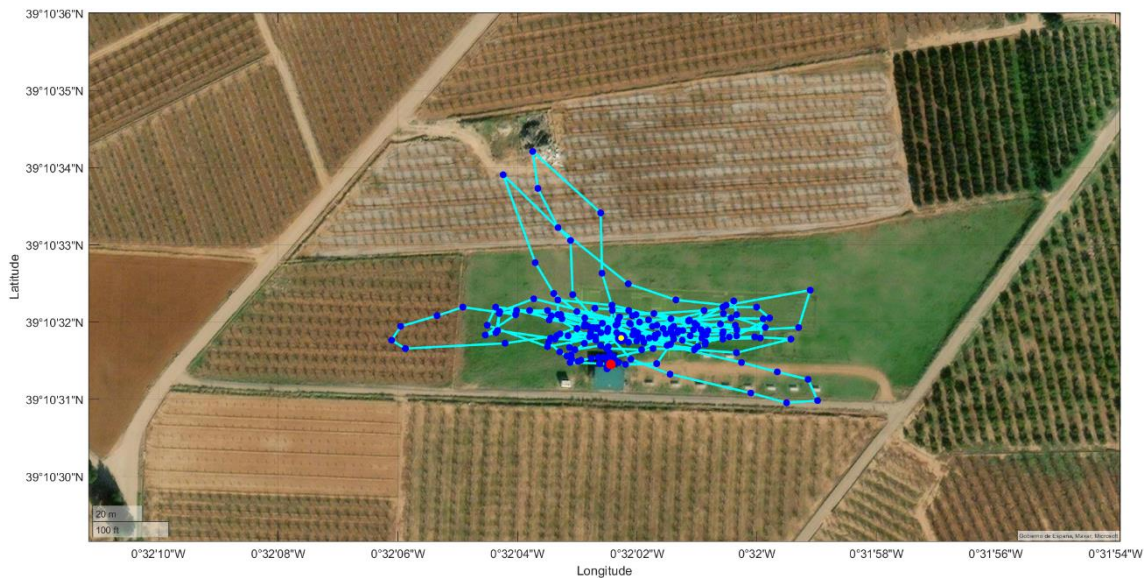 39°10'36"N
39°10'35"N
39°10'34"N
39°10'33"N
39°10'32"N
39°10'31"N
39°10'30"N
Latitude
20 m
100 ft
Gobierno de España, Maxar, Microsoft
0°32'10"W 0°32'08"W 0°32'06"W 0°32'04"W 0°32'02"W 0°32'W 0°31'58"W 0°31'56"W 0°31'54"W
Longitude